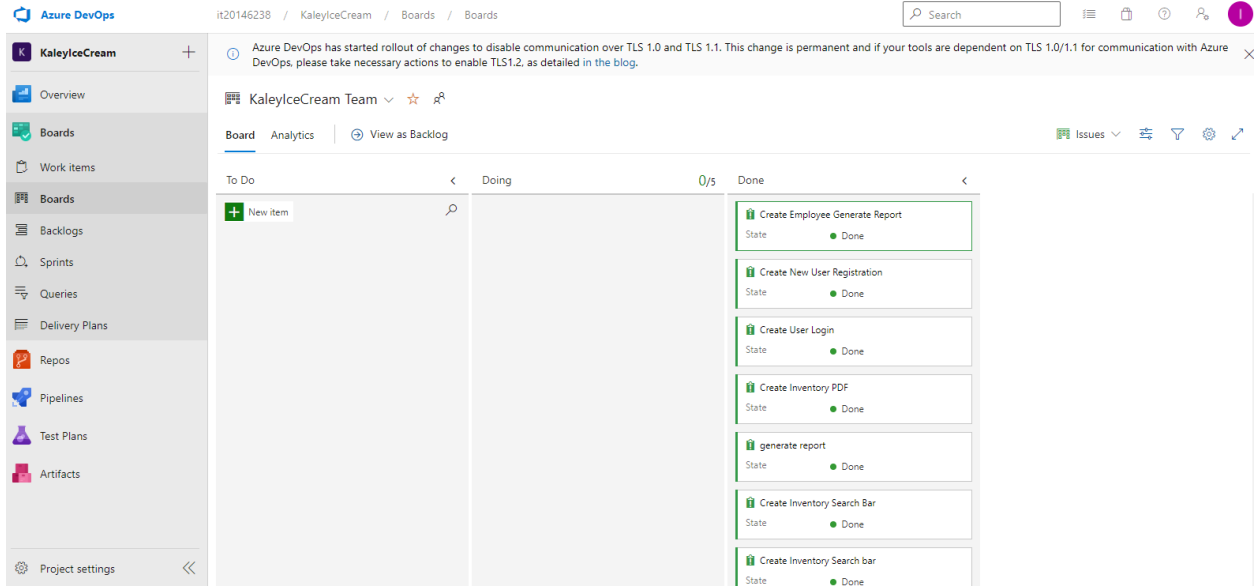 Azure DevOps
it20146238 / KaleyIceCream / Boards / Boards
Search
I
K KaleyIceCream
Azure DevOps has started rollout of changes to disable communication over TLS 1.0 and TLS 1.1. This change is permanent and if your tools are dependent on TLS 1.0/1.1 for communication with Azure
DevOps, please take necessary actions to enable TLS1.2, as detailed in the blog.
Overview
Boards
Work items
Boards
Backlogs
Sprints
Queries
Delivery Plans
Repos
Pipelines
Test Plans
Artifacts
Project settings
KaleyIceCream Team
Board Analytics View as Backlog
Issues
To Do
New item
Doing 0/5
Done
Create Employee Generate Report
State Done
Create New User Registration
State Done
Create User Login
State Done
Create Inventory PDF
State Done
generate report
State Done
Create Inventory Search Bar
State Done
Create Inventory Search bar
State Done